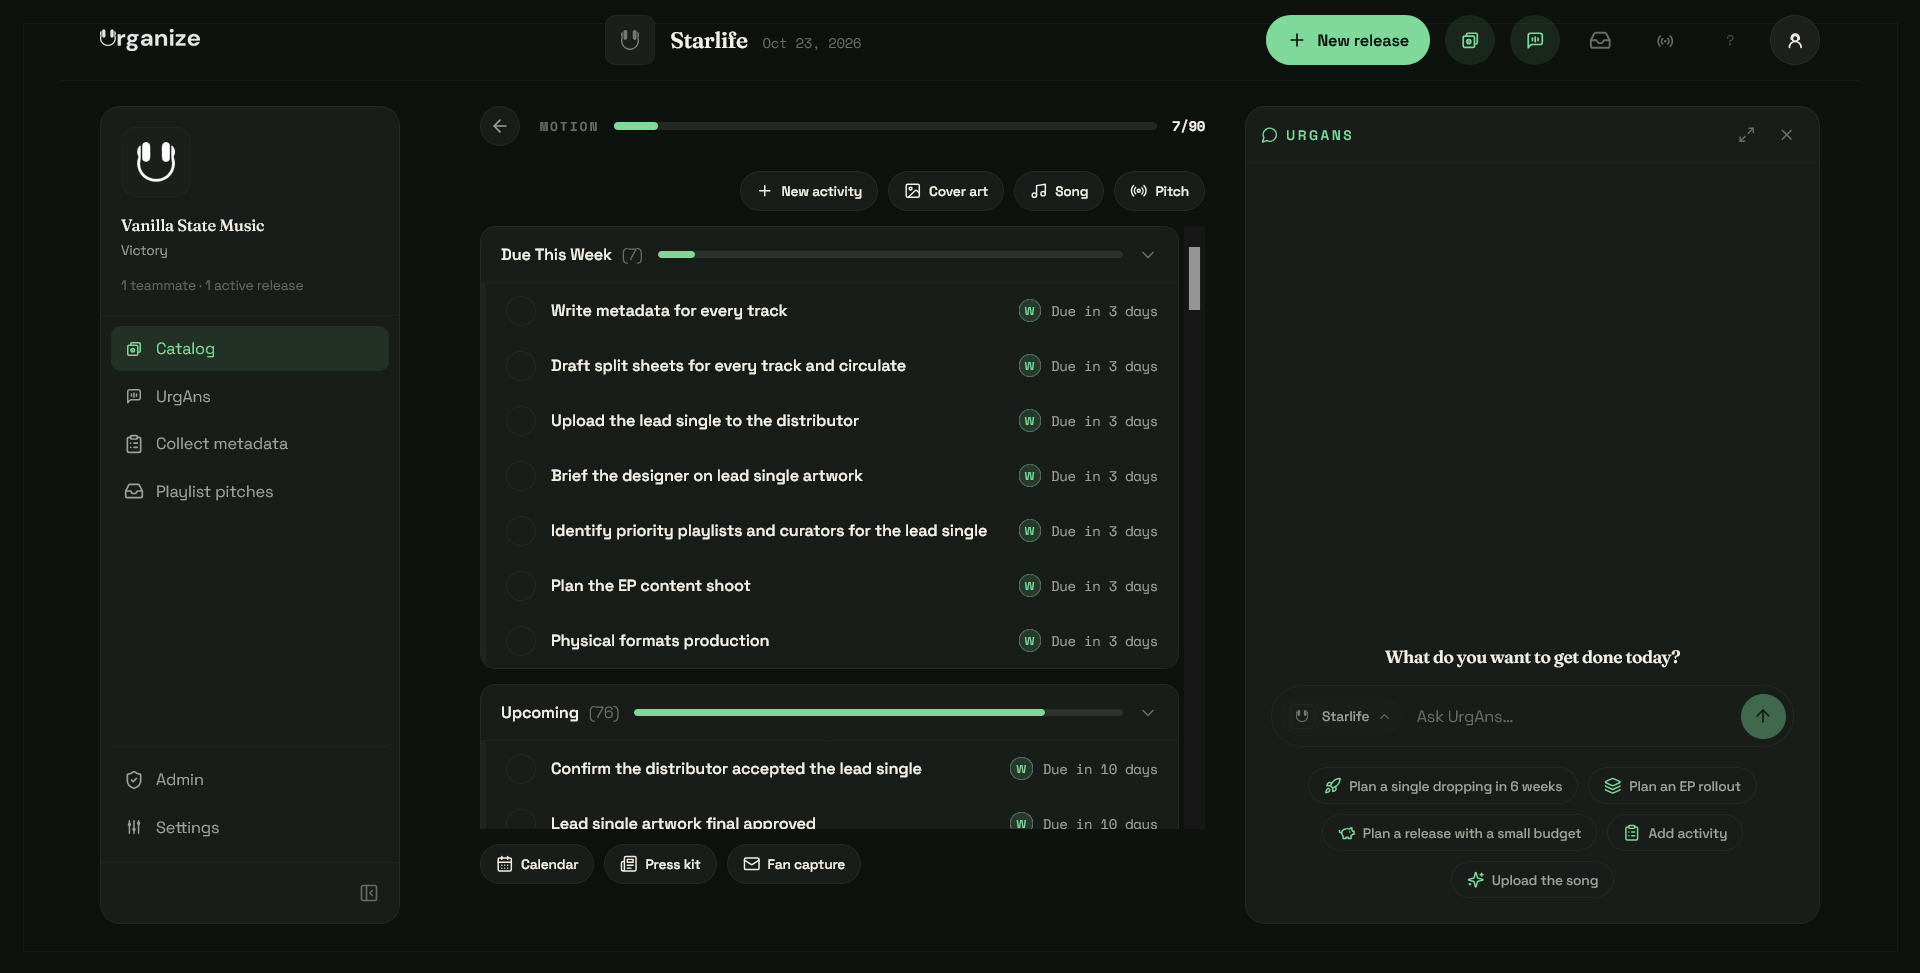 Urganize
Starlife Oct 23, 2026
New release
?
Vanilla State Music
Victory
1 teammate · 1 active release
Catalog
UrgAns
Collect metadata
Playlist pitches
Admin
Settings
MOTION 7/90
New activity
Cover art
Song
Pitch
Due This Week (7)
Write metadata for every track W Due in 3 days
Draft split sheets for every track and circulate W Due in 3 days
Upload the lead single to the distributor W Due in 3 days
Brief the designer on lead single artwork W Due in 3 days
Identify priority playlists and curators for the lead single W Due in 3 days
Plan the EP content shoot W Due in 3 days
Physical formats production W Due in 3 days
Upcoming (76)
Confirm the distributor accepted the lead single W Due in 10 days
Lead single artwork final approved W Due in 10 days
Calendar
Press kit
Fan capture
URGANS
What do you want to get done today?
Starlife Ask UrgAns...
Plan a single dropping in 6 weeks
Plan an EP rollout
Plan a release with a small budget
Add activity
Upload the song